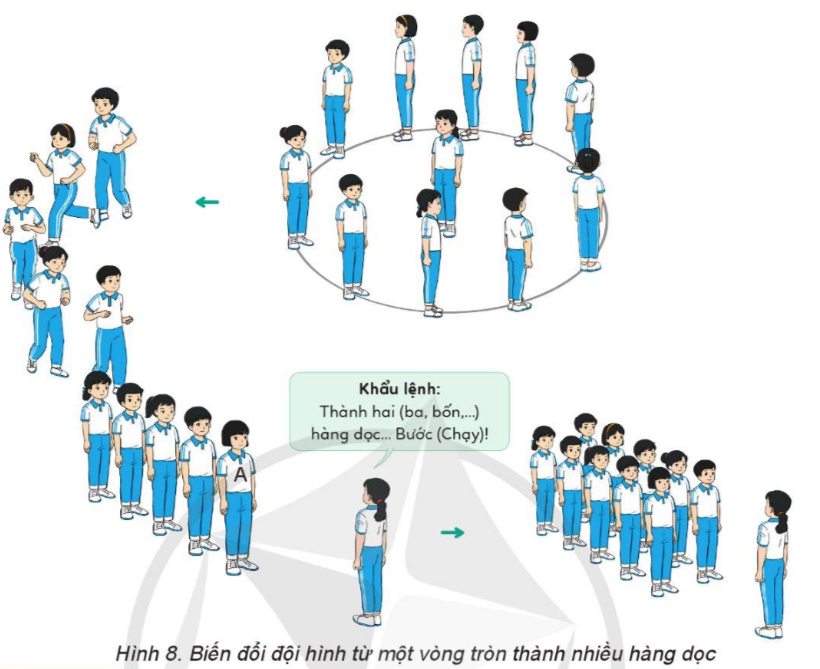 Khẩu lệnh:
Thành hai (ba, bốn,...)
hàng dọc... Bước (Chạy)!
A
Hình 8. Biến đổi đội hình từ một vòng tròn thành nhiều hàng dọc